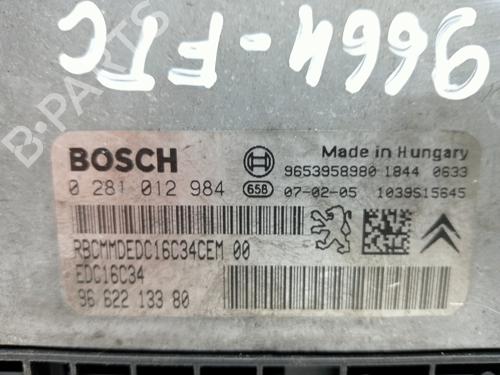 9664-FTC
B-PARTS
BOSCH
Made in Hungary
9653958980 1844 0633
0 281 012 984 658 07-02-05 1039S15645
RBCMMDEDC16C34CEM 00
EDC16C34
96 622 133 80